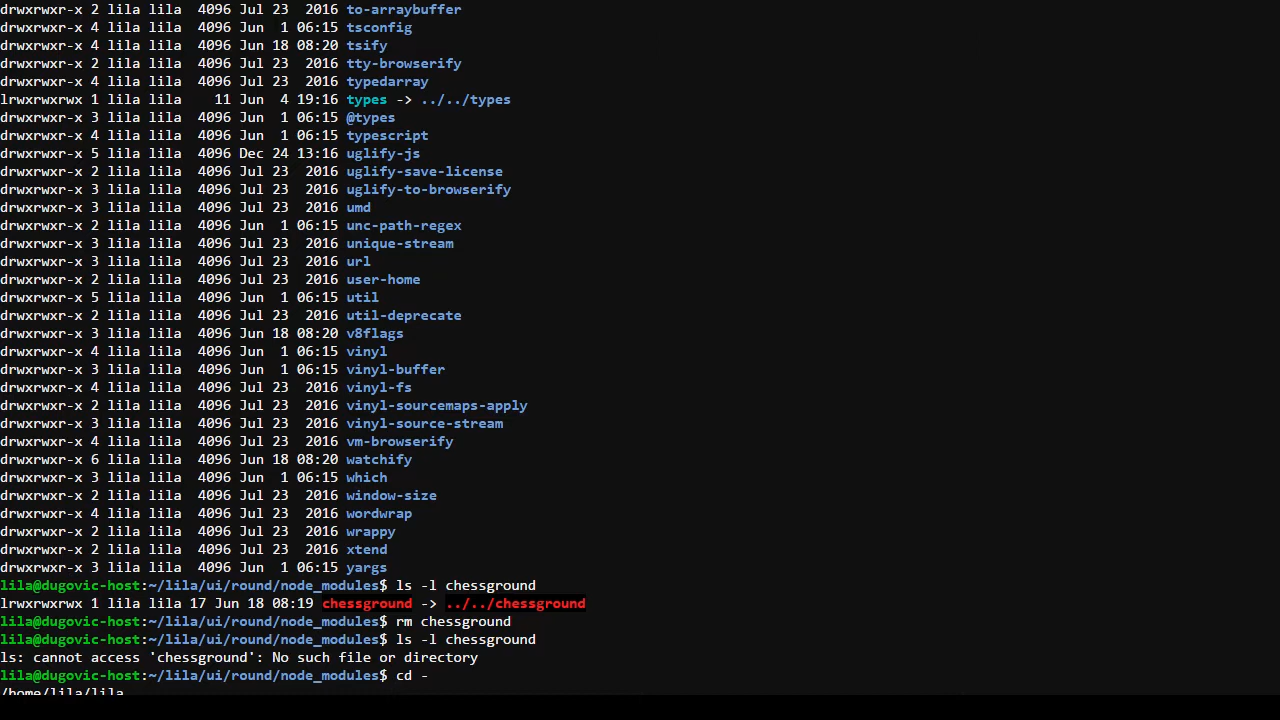 drwxrwxr-x 2 lila lila  4096 Jul 23  2016 to-arraybuffer
drwxrwxr-x 4 lila lila  4096 Jun  1 06:15 tsconfig
drwxrwxr-x 4 lila lila  4096 Jun 18 08:20 tsify
drwxrwxr-x 2 lila lila  4096 Jul 23  2016 tty-browserify
drwxrwxr-x 4 lila lila  4096 Jul 23  2016 typedarray
lrwxrwxrwx 1 lila lila    11 Jun  4 19:16 types -> ../../types
drwxrwxr-x 3 lila lila  4096 Jun  1 06:15 @types
drwxrwxr-x 4 lila lila  4096 Jun  1 06:15 typescript
drwxrwxr-x 5 lila lila  4096 Dec 24 13:16 uglify-js
drwxrwxr-x 2 lila lila  4096 Jul 23  2016 uglify-save-license
drwxrwxr-x 3 lila lila  4096 Jul 23  2016 uglify-to-browserify
drwxrwxr-x 3 lila lila  4096 Jul 23  2016 umd
drwxrwxr-x 2 lila lila  4096 Jun  1 06:15 unc-path-regex
drwxrwxr-x 3 lila lila  4096 Jul 23  2016 unique-stream
drwxrwxr-x 3 lila lila  4096 Jul 23  2016 url
drwxrwxr-x 2 lila lila  4096 Jul 23  2016 user-home
drwxrwxr-x 5 lila lila  4096 Jun  1 06:15 util
drwxrwxr-x 2 lila lila  4096 Jul 23  2016 util-deprecate
drwxrwxr-x 3 lila lila  4096 Jun 18 08:20 v8flags
drwxrwxr-x 4 lila lila  4096 Jun  1 06:15 vinyl
drwxrwxr-x 3 lila lila  4096 Jun  1 06:15 vinyl-buffer
drwxrwxr-x 4 lila lila  4096 Jul 23  2016 vinyl-fs
drwxrwxr-x 2 lila lila  4096 Jul 23  2016 vinyl-sourcemaps-apply
drwxrwxr-x 3 lila lila  4096 Jul 23  2016 vinyl-source-stream
drwxrwxr-x 4 lila lila  4096 Jul 23  2016 vm-browserify
drwxrwxr-x 6 lila lila  4096 Jun 18 08:20 watchify
drwxrwxr-x 3 lila lila  4096 Jun  1 06:15 which
drwxrwxr-x 2 lila lila  4096 Jul 23  2016 window-size
drwxrwxr-x 4 lila lila  4096 Jul 23  2016 wordwrap
drwxrwxr-x 2 lila lila  4096 Jul 23  2016 wrappy
drwxrwxr-x 2 lila lila  4096 Jul 23  2016 xtend
drwxrwxr-x 3 lila lila  4096 Jun  1 06:15 yargs
lila@dugovic-host:~/lila/ui/round/node_modules$ ls -l chessground
lrwxrwxrwx 1 lila lila 17 Jun 18 08:19 chessground -> ../../chessground
lila@dugovic-host:~/lila/ui/round/node_modules$ rm chessground
lila@dugovic-host:~/lila/ui/round/node_modules$ ls -l chessground
ls: cannot access 'chessground': No such file or directory
lila@dugovic-host:~/lila/ui/round/node_modules$ cd -
/home/lila/lila